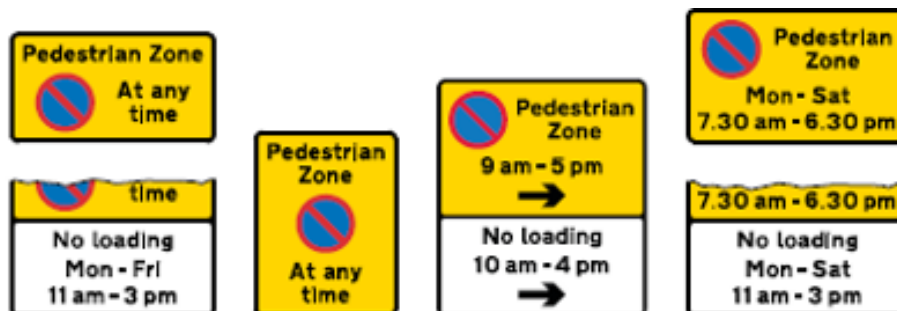 Pedestrian Zone
At any
time
time
No loading
Mon - Fri
11 am - 3 pm
Pedestrian
Zone
At any
time
Pedestrian
Zone
9 am - 5 pm
No loading
10 am - 4 pm
Pedestrian
Zone
Mon - Sat
7.30 am - 6.30 pm
7.30 am - 6.30 pm
No loading
Mon - Sat
11 am - 3 pm